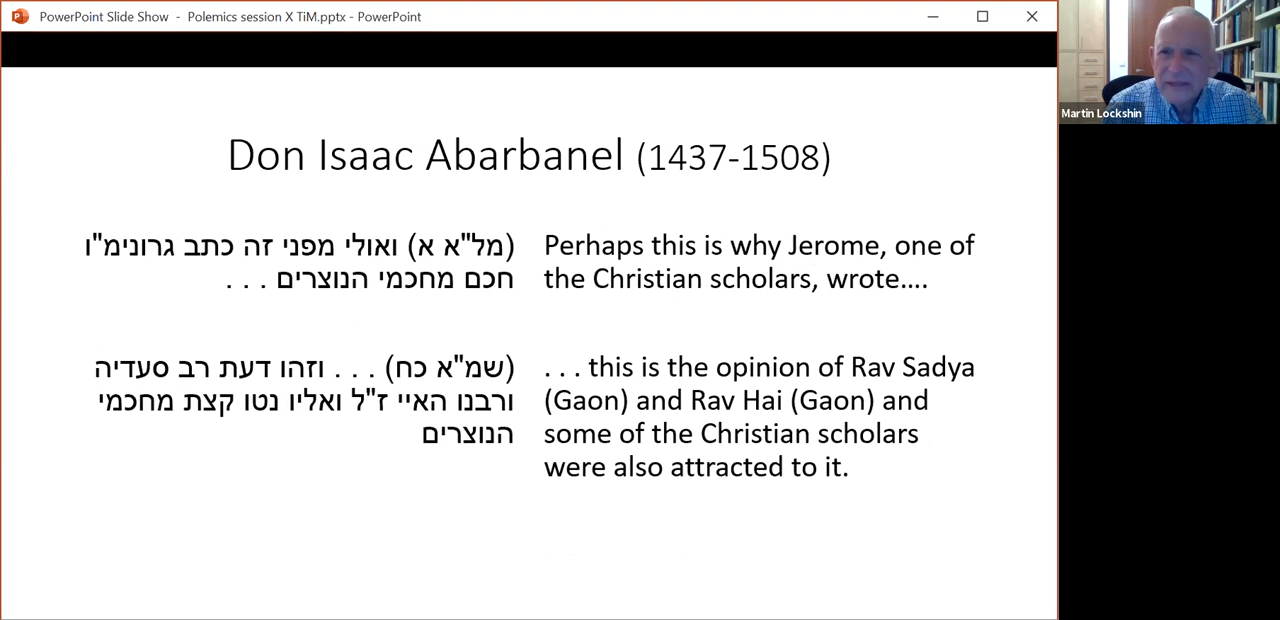 PowerPoint Slide Show - Polemics session X TiM.pptx - PowerPoint
Martin Lockshin
Don Isaac Abarbanel (1437-1508)
(מל"א א) ואולי מפני זה כתב גרונימ"ו
חכם מחכמי הנוצרים . . .
(שמ"א כח) . . . וזהו דעת רב סעדיה
ורבנו האיי ז"ל ואליו נטו קצת מחכמי
הנוצרים
Perhaps this is why Jerome, one of
the Christian scholars, wrote....
. . . this is the opinion of Rav Sadya
(Gaon) and Rav Hai (Gaon) and
some of the Christian scholars
were also attracted to it.